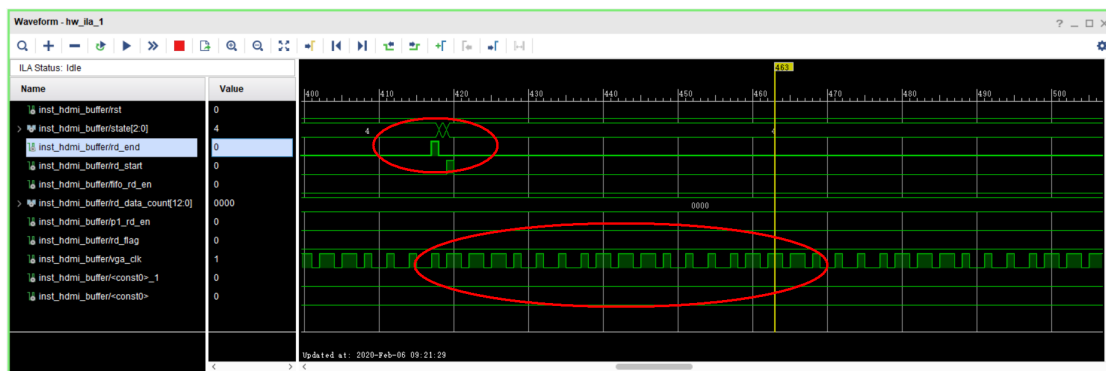 Waveform - hw_ila_1
ILA Status: Idle
Name Value
inst_hdmi_buffer/rst 0
inst_hdmi_buffer/state[2:0] 4
inst_hdmi_buffer/rd_end 0
inst_hdmi_buffer/rd_start 0
inst_hdmi_buffer/fifo_rd_en 0
inst_hdmi_buffer/rd_data_count[12:0] 0000
inst_hdmi_buffer/p1_rd_en 0
inst_hdmi_buffer/rd_flag 0
inst_hdmi_buffer/vga_clk 1
inst_hdmi_buffer/<const0>_1 0
inst_hdmi_buffer/<const0> 0
463
400 410 420 430 440 450 460 470 480 490 500
4 4
0000
Updated at: 2020-Feb-06 09:21:29